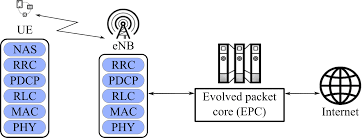 UE
eNB
NAS
RRC
PDCP
RLC
MAC
PHY
RRC
PDCP
RLC
MAC
PHY
Evolved packet
core (EPC)
Internet